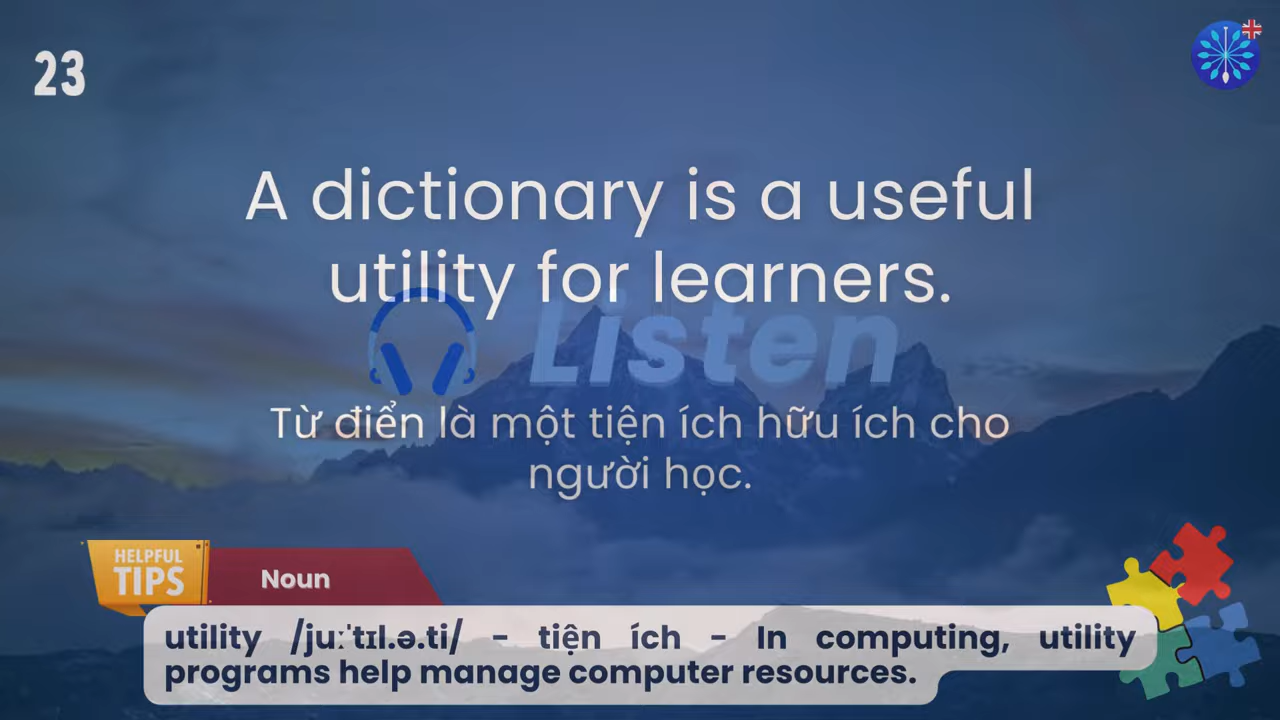 23
A dictionary is a useful
utility for learners.
Listen
Từ điển là một tiện ích hữu ích cho
người học.
HELPFUL
TIPS
Noun
utility /juːˈtɪl.ə.ti/ - tiện ích - In computing, utility
programs help manage computer resources.